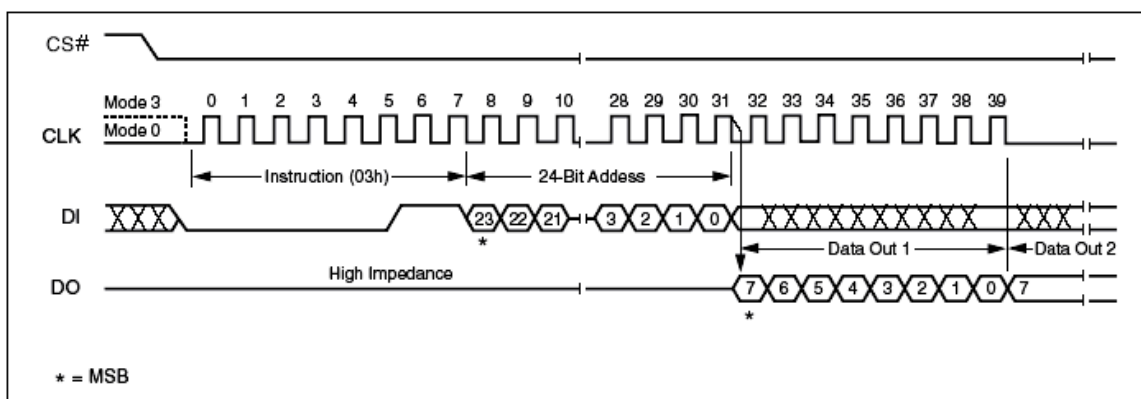 CS#
Mode 3
0 1 2 3 4 5 6 7 8 9 10 28 29 30 31 32 33 34 35 36 37 38 39
CLK
Mode 0
Instruction (03h) 24-Bit Addess
DI
23 22 21 3 2 1 0
*
Data Out 1 Data Out 2
High Impedance
DO
7 6 5 4 3 2 1 0 7
*
* = MSB